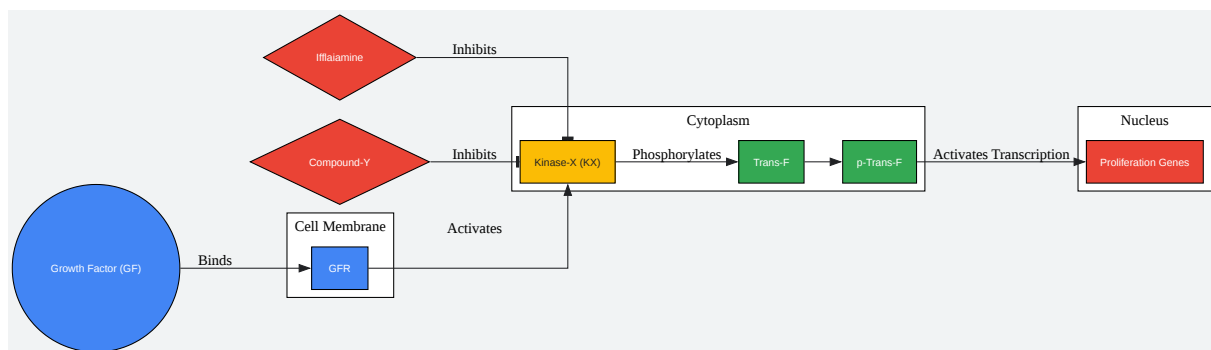 Ifflaiamine
Inhibits
Cytoplasm
Nucleus
Compound-Y
Inhibits
Kinase-X (KX)
Phosphorylates
Trans-F
p-Trans-F
Activates Transcription
Proliferation Genes
Cell Membrane
Activates
Growth Factor (GF)
Binds
GFR